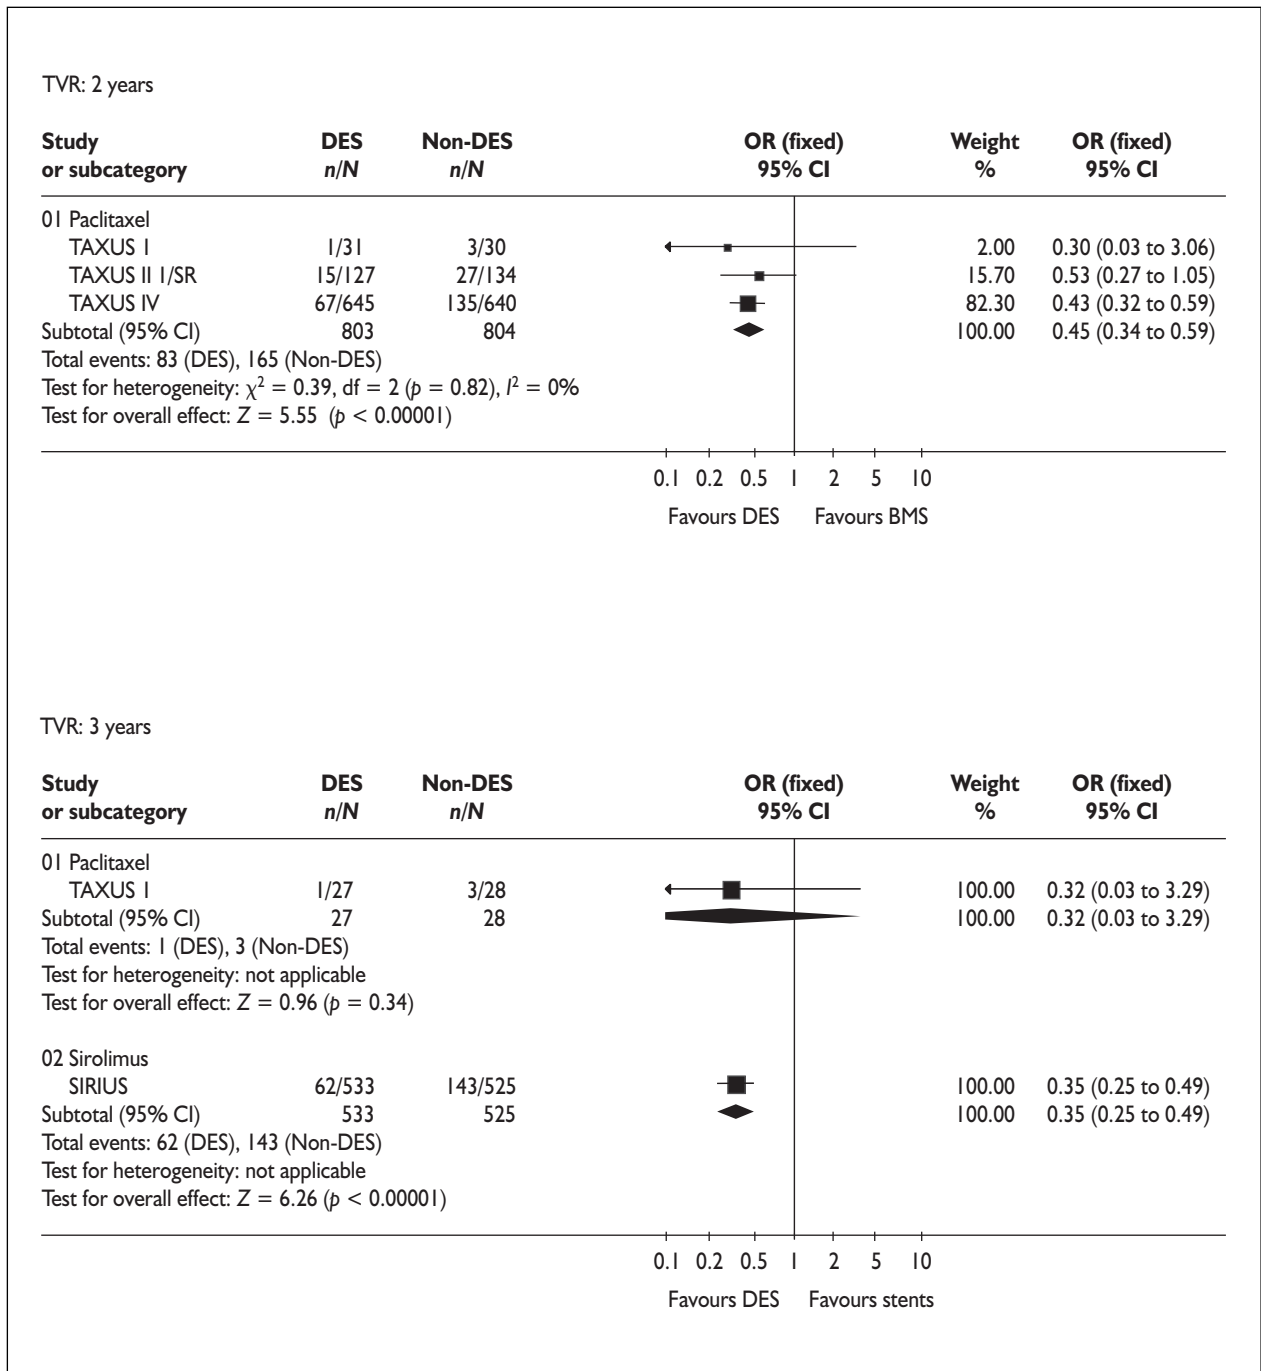 TVR: 2 years
Study DES Non-DES OR (fixed) Weight OR (fixed)
or subcategory n/N n/N 95% CI % 95% CI
01 Paclitaxel
TAXUS I 1/31 3/30 2.00 0.30 (0.03 to 3.06)
TAXUS II 1/SR 15/127 27/134 15.70 0.53 (0.27 to 1.05)
TAXUS IV 67/645 135/640 82.30 0.43 (0.32 to 0.59)
Subtotal (95% CI) 803 804 100.00 0.45 (0.34 to 0.59)
Total events: 83 (DES), 165 (Non-DES)
Test for heterogeneity: χ² = 0.39, df = 2 (p = 0.82), I² = 0%
Test for overall effect: Z = 5.55 (p < 0.00001)
0.1 0.2 0.5 1 2 5 10
Favours DES Favours BMS
TVR: 3 years
Study DES Non-DES OR (fixed) Weight OR (fixed)
or subcategory n/N n/N 95% CI % 95% CI
01 Paclitaxel
TAXUS I 1/27 3/28 100.00 0.32 (0.03 to 3.29)
Subtotal (95% CI) 27 28 100.00 0.32 (0.03 to 3.29)
Total events: 1 (DES), 3 (Non-DES)
Test for heterogeneity: not applicable
Test for overall effect: Z = 0.96 (p = 0.34)
02 Sirolimus
SIRIUS 62/533 143/525 100.00 0.35 (0.25 to 0.49)
Subtotal (95% CI) 533 525 100.00 0.35 (0.25 to 0.49)
Total events: 62 (DES), 143 (Non-DES)
Test for heterogeneity: not applicable
Test for overall effect: Z = 6.26 (p < 0.00001)
0.1 0.2 0.5 1 2 5 10
Favours DES Favours stents